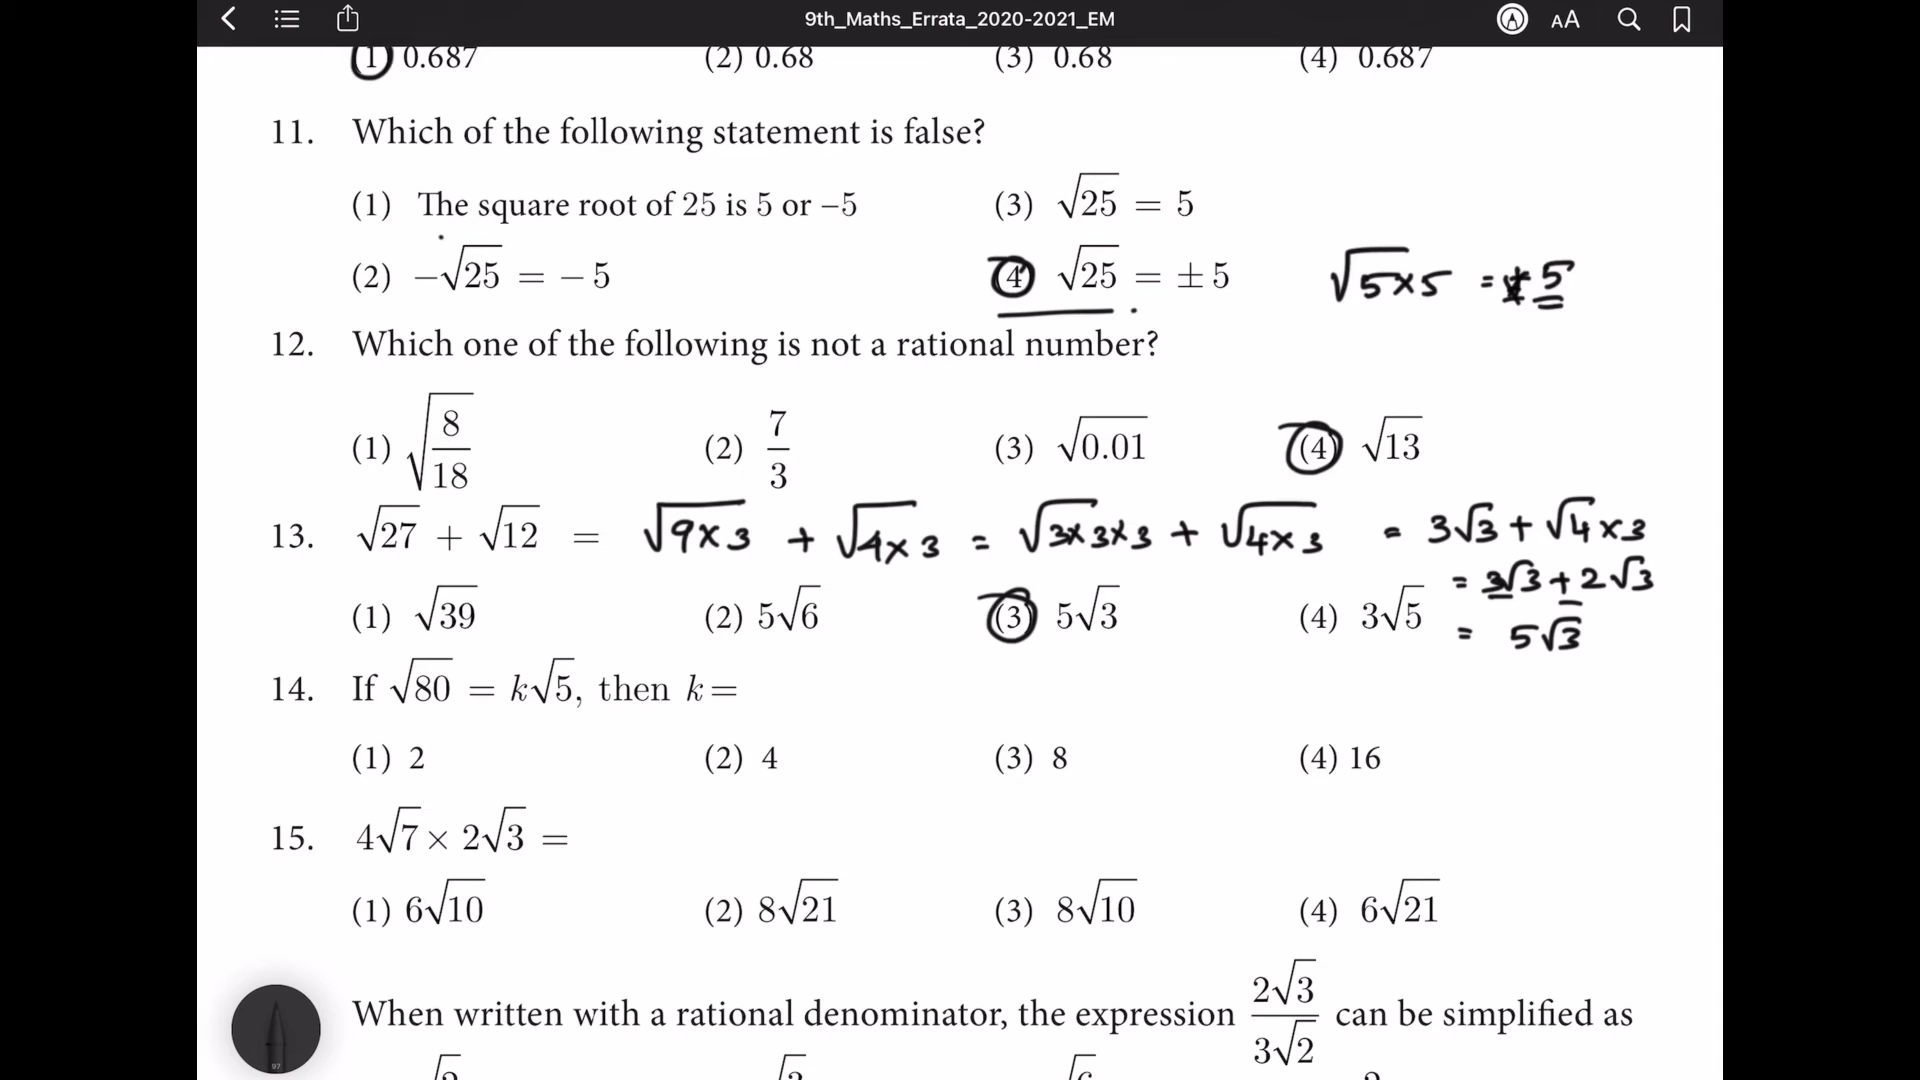 9th_Maths_Errata_2020-2021_EM
AA
(1) 0.687 (2) 0.68 (3) 0.68 (4) 0.687
11. Which of the following statement is false?
(1) The square root of 25 is 5 or −5 (3) √25 = 5
(2) −√25 = − 5 (4) √25 = ± 5 √5×5 = 5
12. Which one of the following is not a rational number?
(1) √(8/18) (2) 7/3 (3) √0.01 (4) √13
13. √27 + √12 = √9×3 + √4×3 = √3×3×3 + √4×3 = 3√3 + √4×3
= 3√3 + 2√3
(1) √39 (2) 5√6 (3) 5√3 (4) 3√5
= 5√3
14. If √80 = k√5, then k =
(1) 2 (2) 4 (3) 8 (4) 16
15. 4√7 × 2√3 =
(1) 6√10 (2) 8√21 (3) 8√10 (4) 6√21
When written with a rational denominator, the expression 2√3/3√2 can be simplified as
97